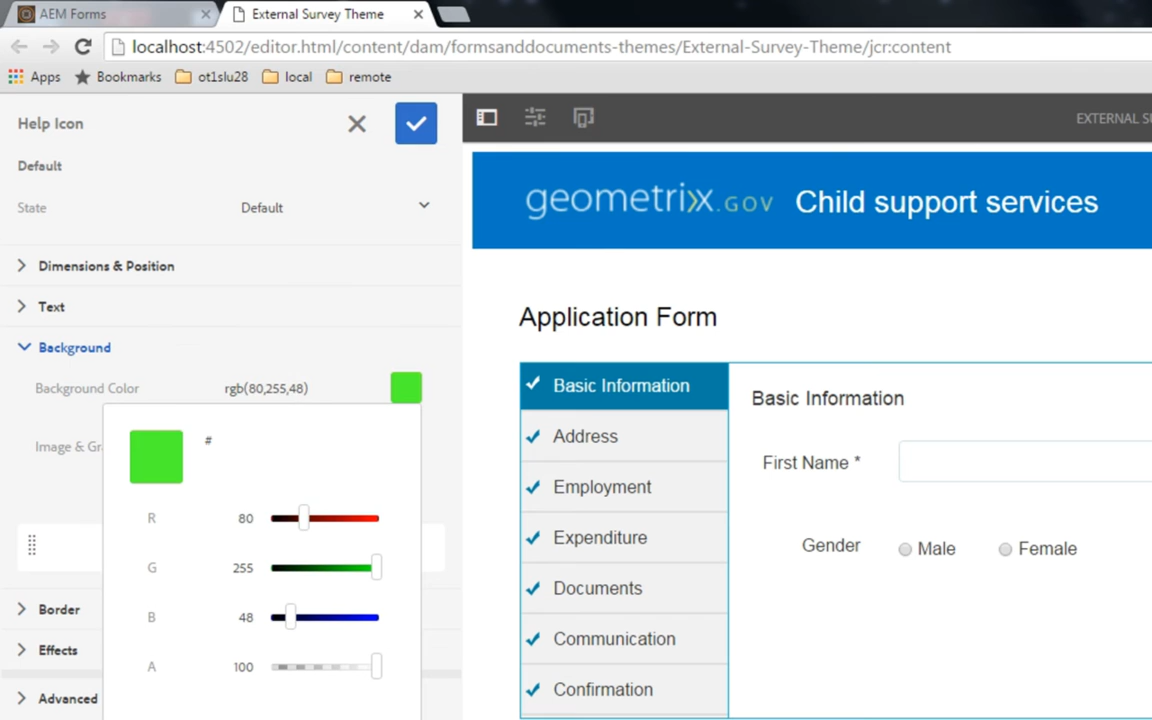 AEM Forms
External Survey Theme
localhost:4502/editor.html/content/dam/formsanddocuments-themes/External-Survey-Theme/jcr:content
Apps Bookmarks ot1slu28 local remote
Help Icon
EXTERNAL SU
Default
State Default
Dimensions & Position
Text
Background
Background Color rgb(80,255,48)
Image & Gr
#
R 80
G 255
B 48
A 100
Border
Effects
Advanced
geometrixx.GOV Child support services
Application Form
Basic Information
Address
Employment
Expenditure
Documents
Communication
Confirmation
Basic Information
First Name *
Gender Male Female